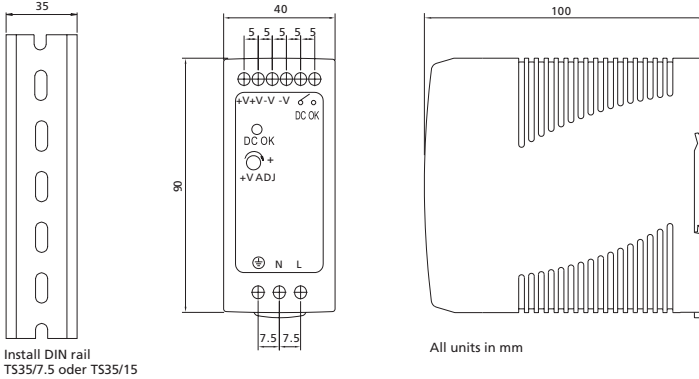 35
40
100
5 5 5 5 5
+V+V-V -V
DC OK
DC OK
+
+V ADJ
90
N L
7.5 7.5
Install DIN rail
TS35/7.5 oder TS35/15
All units in mm